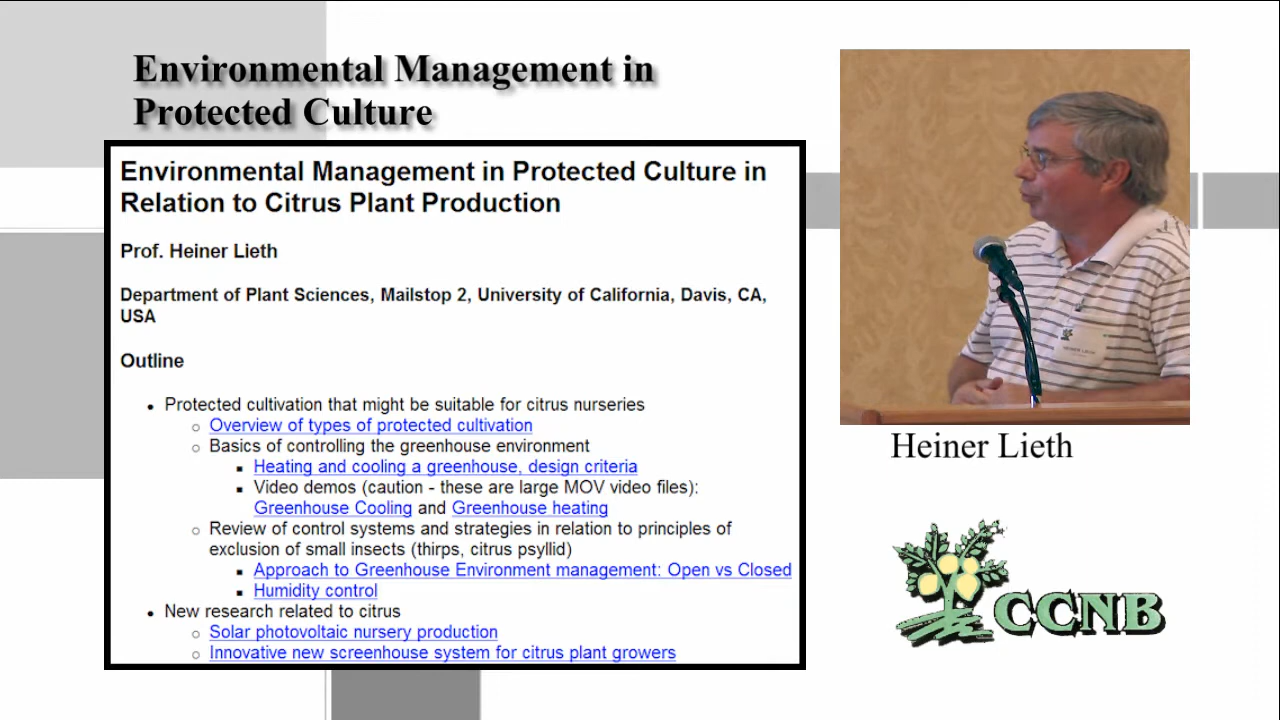 Environmental Management in
Protected Culture
Environmental Management in Protected Culture in
Relation to Citrus Plant Production
Prof. Heiner Lieth
Department of Plant Sciences, Mailstop 2, University of California, Davis, CA,
USA
Outline
Protected cultivation that might be suitable for citrus nurseries
Overview of types of protected cultivation
Basics of controlling the greenhouse environment
Heating and cooling a greenhouse, design criteria
Video demos (caution - these are large MOV video files):
Greenhouse Cooling and Greenhouse heating
Review of control systems and strategies in relation to principles of
exclusion of small insects (thirps, citrus psyllid)
Approach to Greenhouse Environment management: Open vs Closed
Humidity control
New research related to citrus
Solar photovoltaic nursery production
Innovative new screenhouse system for citrus plant growers
Heiner Lieth
CCNB